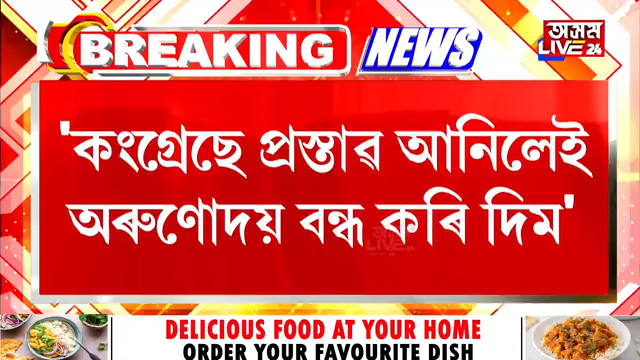 BREAKING NEWS
অসম
LIVE 24
'কংগ্ৰেছে প্ৰস্তাৱ আনিলেই
অৰুণোদয় বন্ধ কৰি দিম'
LIVE
DELICIOUS FOOD AT YOUR HOME
ORDER YOUR FAVOURITE DISH